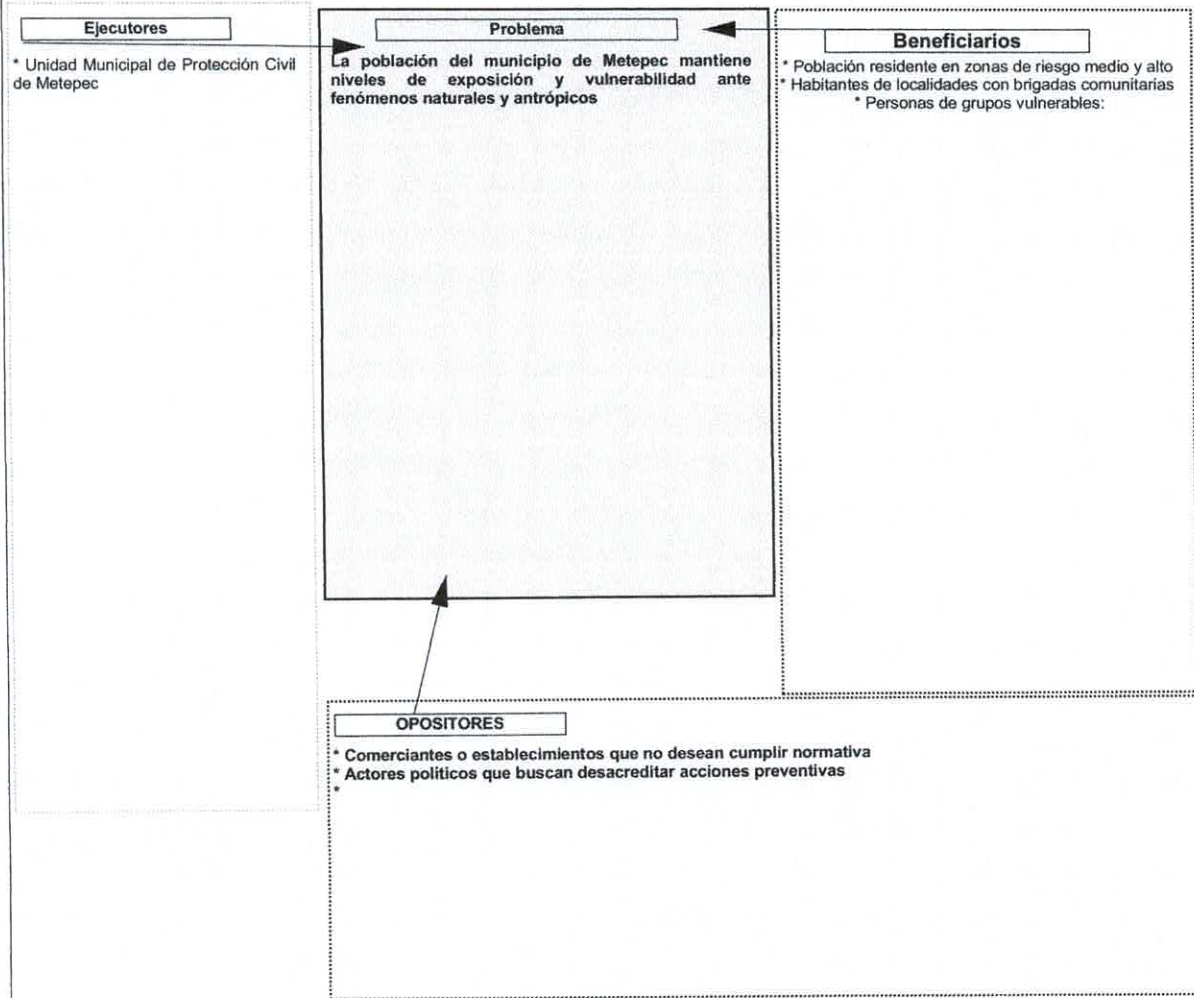 Ejecutores
* Unidad Municipal de Protección Civil
de Metepec
Problema
La población del municipio de Metepec mantiene
niveles de exposición y vulnerabilidad ante
fenómenos naturales y antrópicos
Beneficiarios
* Población residente en zonas de riesgo medio y alto
* Habitantes de localidades con brigadas comunitarias
* Personas de grupos vulnerables:
OPOSITORES
* Comerciantes o establecimientos que no desean cumplir normativa
* Actores políticos que buscan desacreditar acciones preventivas
*